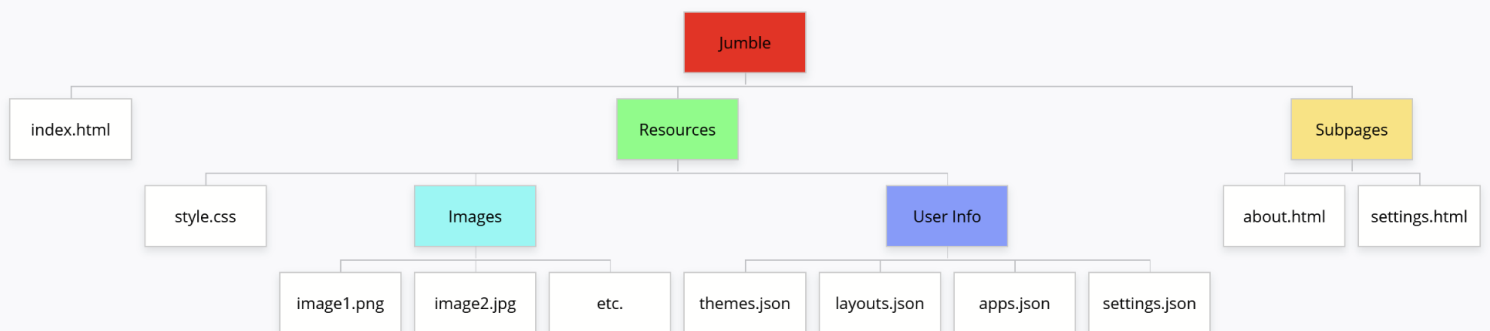 Jumble
index.html
Resources
Subpages
style.css
Images
User Info
about.html
settings.html
image1.png
image2.jpg
etc.
themes.json
layouts.json
apps.json
settings.json